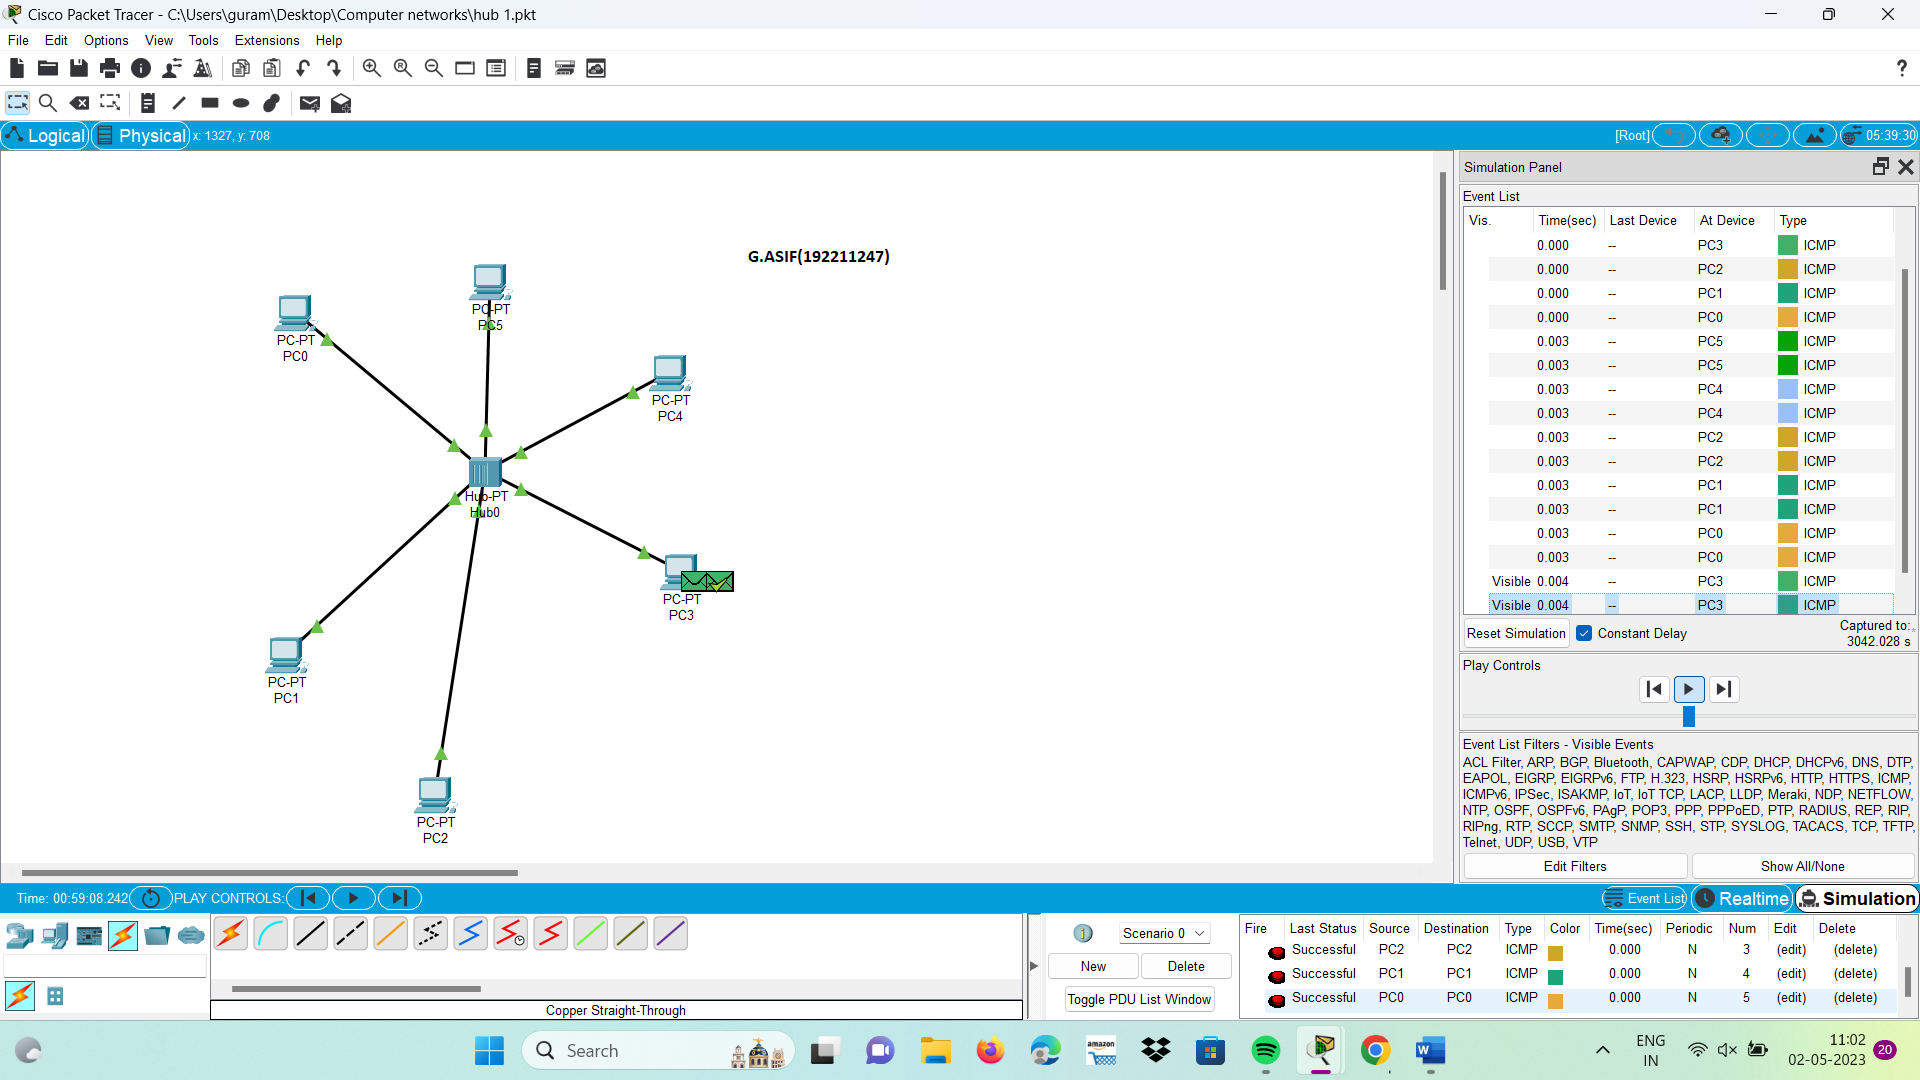 Cisco Packet Tracer - C:\Users\guram\Desktop\Computer networks\hub 1.pkt
File Edit Options View Tools Extensions Help
?
Logical Physical x: 1327, y: 708 [Root] 05:39:30
G.ASIF(192211247)
PC-PT
PC0
PC-PT
PC5
PC-PT
PC4
Hub-PT
Hub0
PC-PT
PC3
PC-PT
PC1
PC-PT
PC2
Simulation Panel
Event List
Vis. Time(sec) Last Device At Device Type
0.000 -- PC3 ICMP
0.000 -- PC2 ICMP
0.000 -- PC1 ICMP
0.000 -- PC0 ICMP
0.003 -- PC5 ICMP
0.003 -- PC5 ICMP
0.003 -- PC4 ICMP
0.003 -- PC4 ICMP
0.003 -- PC2 ICMP
0.003 -- PC2 ICMP
0.003 -- PC1 ICMP
0.003 -- PC1 ICMP
0.003 -- PC0 ICMP
0.003 -- PC0 ICMP
Visible 0.004 -- PC3 ICMP
Visible 0.004 -- PC3 ICMP
Reset Simulation Constant Delay Captured to:
3042.028 s
Play Controls
Event List Filters - Visible Events
ACL Filter, ARP, BGP, Bluetooth, CAPWAP, CDP, DHCP, DHCPv6, DNS, DTP,
EAPOL, EIGRP, EIGRPv6, FTP, H.323, HSRP, HSRPv6, HTTP, HTTPS, ICMP,
ICMPv6, IPSec, ISAKMP, IoT, IoT TCP, LACP, LLDP, Meraki, NDP, NETFLOW,
NTP, OSPF, OSPFv6, PAgP, POP3, PPP, PPPoED, PTP, RADIUS, REP, RIP,
RIPng, RTP, SCCP, SMTP, SNMP, SSH, STP, SYSLOG, TACACS, TCP, TFTP,
Telnet, UDP, USB, VTP
Edit Filters Show All/None
Time: 00:59:08.242 PLAY CONTROLS: Event List Realtime Simulation
Copper Straight-Through
Scenario 0
New Delete
Toggle PDU List Window
Fire Last Status Source Destination Type Color Time(sec) Periodic Num Edit Delete
Successful PC2 PC2 ICMP 0.000 N 3 (edit) (delete)
Successful PC1 PC1 ICMP 0.000 N 4 (edit) (delete)
Successful PC0 PC0 ICMP 0.000 N 5 (edit) (delete)
Search
amazon
ENG
IN
11:02
02-05-2023
20